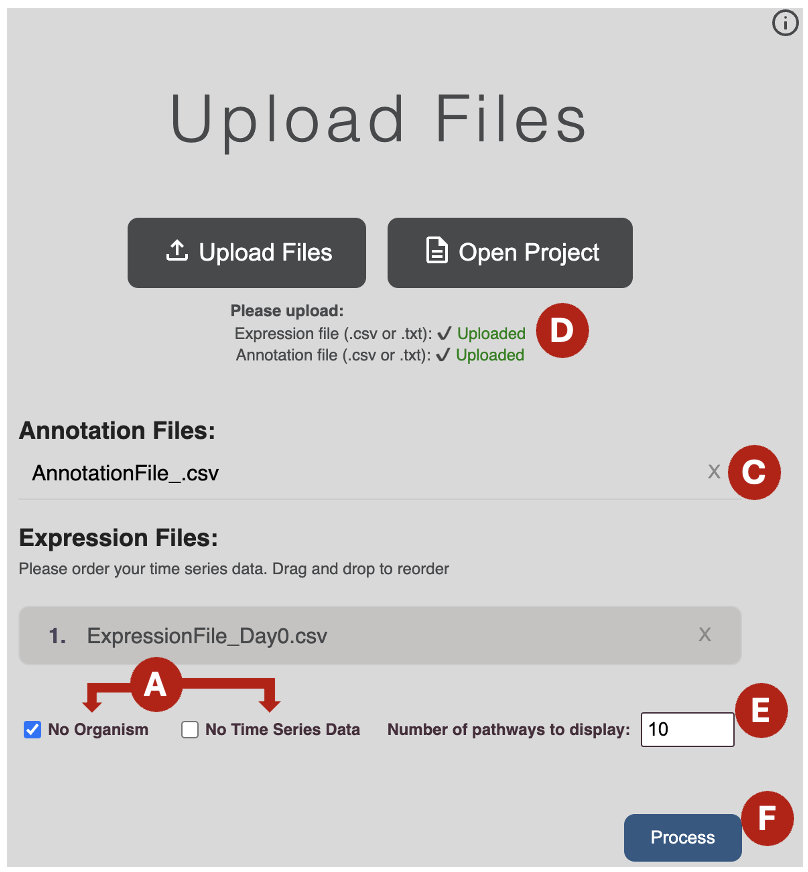 Upload Files
Upload Files
Open Project
Please upload:
Expression file (.csv or .txt): ✓ Uploaded
D
Annotation file (.csv or .txt): ✓ Uploaded
Annotation Files:
AnnotationFile_.csv
X
C
Expression Files:
Please order your time series data. Drag and drop to reorder
1. ExpressionFile_Day0.csv
X
A
No Organism
No Time Series Data
Number of pathways to display:
10
E
Process
F